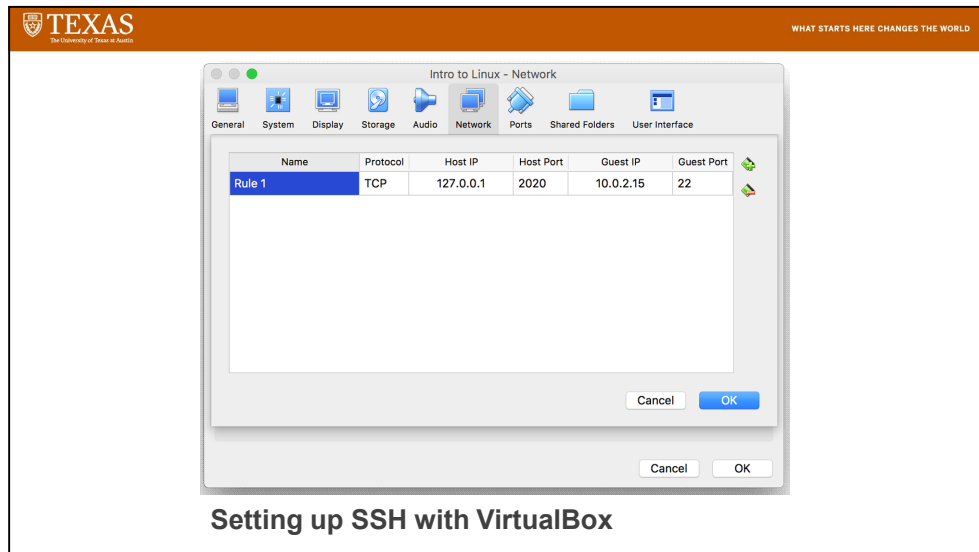 TEXAS
The University of Texas at Austin
WHAT STARTS HERE CHANGES THE WORLD
Intro to Linux - Network
General System Display Storage Audio Network Ports Shared Folders User Interface
Name Protocol Host IP Host Port Guest IP Guest Port
Rule 1 TCP 127.0.0.1 2020 10.0.2.15 22
Cancel OK
Cancel OK
Setting up SSH with VirtualBox